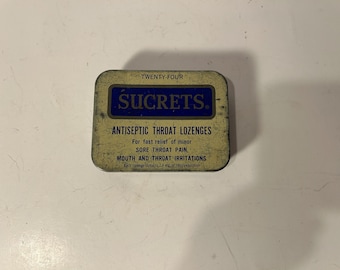 TWENTY FOUR
SUCRETS®
ANTISEPTIC THROAT LOZENGES
For fast relief of minor
SORE THROAT PAIN,
MOUTH AND THROAT IRRITATIONS